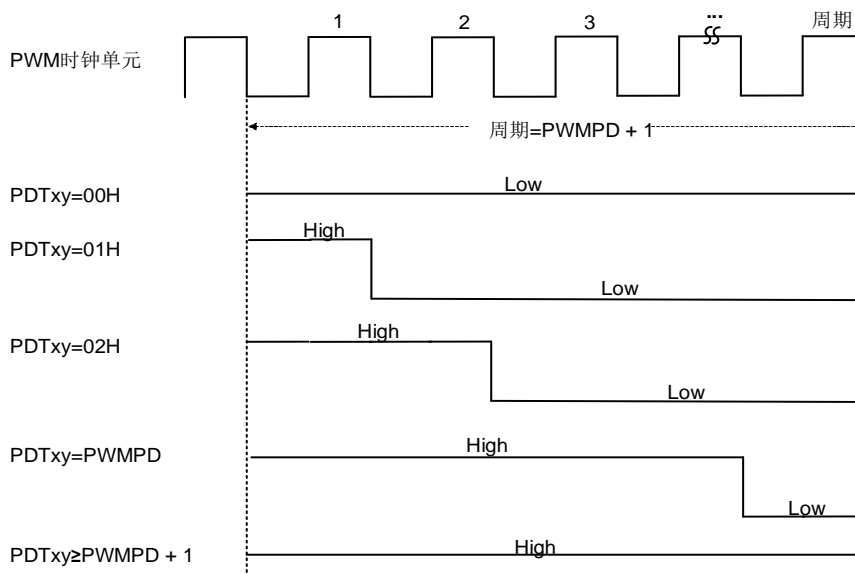 1 2 3 ... 周期
PWM时钟单元
周期=PWMPD + 1
PDTxy=00H
Low
PDTxy=01H
High
Low
PDTxy=02H
High
Low
PDTxy=PWMPD
High
Low
PDTxy≥PWMPD + 1
High